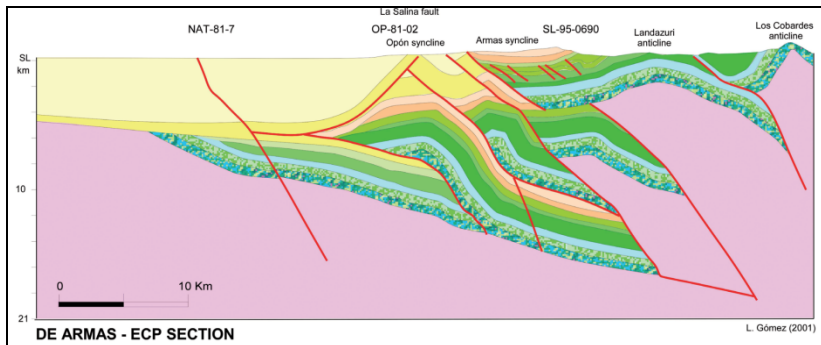 La Salina fault
NAT-81-7
OP-81-02
SL-95-0690
Landazuri
anticline
Los Cobardes
anticline
Opón syncline
Armas syncline
SL
km
10
21
0
10 Km
DE ARMAS - ECP SECTION
L. Gómez (2001)